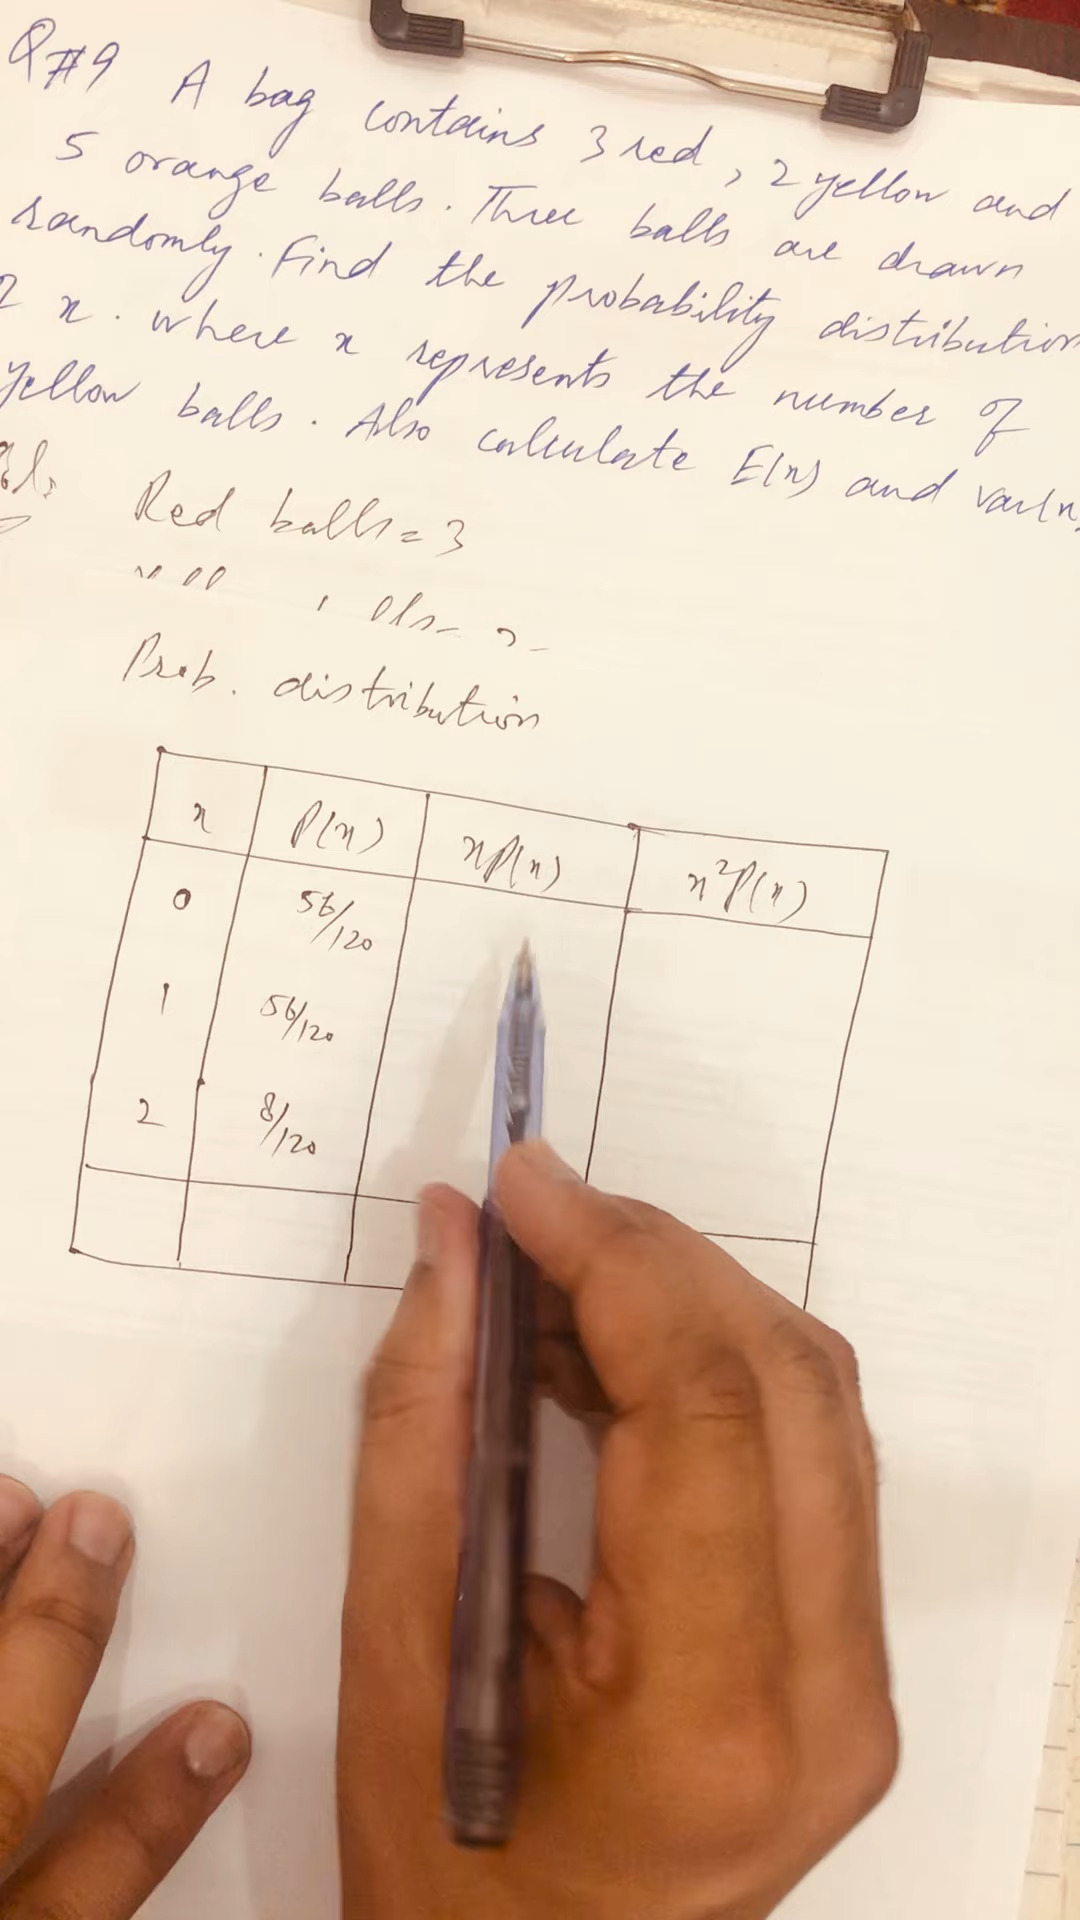 Q#9 A bag contains 3 red, 2 yellow and
5 orange balls. Three balls are drawn
randomly. Find the probability distribution
x. where x represents the number of
yellow balls. Also calculate E(x) and var(x)
Red balls = 3
Prob. distribution
x P(x) xP(x) x²P(x)
0 56/120
1 56/120
2 8/120